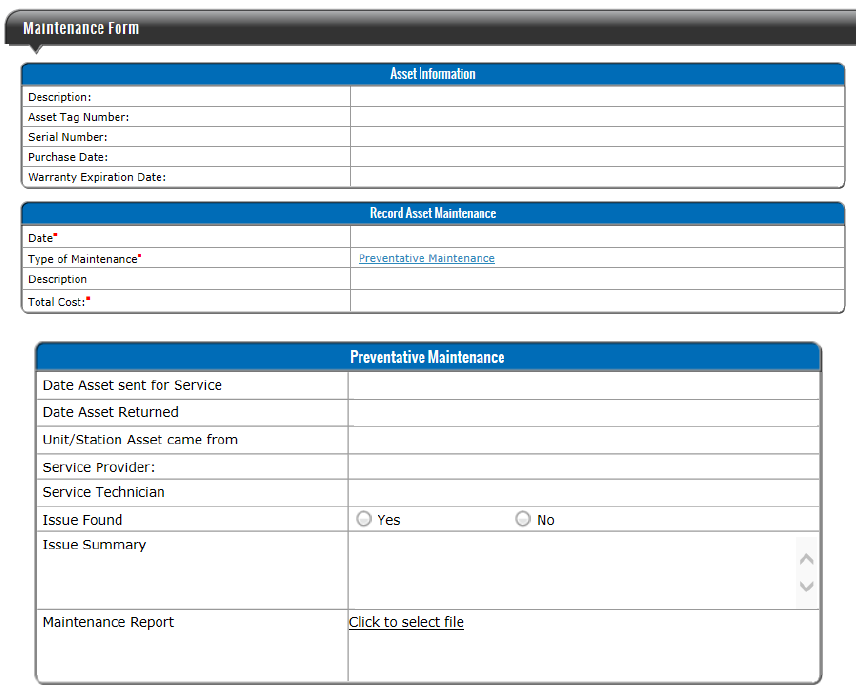 Maintenance Form
Asset Information
Description:
Asset Tag Number:
Serial Number:
Purchase Date:
Warranty Expiration Date:
Record Asset Maintenance
Date*
Type of Maintenance* Preventative Maintenance
Description
Total Cost:*
Preventative Maintenance
Date Asset sent for Service
Date Asset Returned
Unit/Station Asset came from
Service Provider:
Service Technician
Issue Found Yes No
Issue Summary
Maintenance Report Click to select file